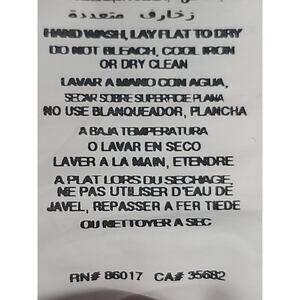 زخارف متعددة
HAND WASH, LAY FLAT TO DRY
DO NOT BLEACH, COOL IRON
OR DRY CLEAN
LAVAR A MANO CON AGUA,
SECAR SOBRE SUPERFICIE PLANA
NO USE BLANQUEADOR, PLANCHA
A BAJA TEMPERATURA
O LAVAR EN SECO
LAVER A LA MAIN, ETENDRE
A PLAT LORS DU SECHAGE,
NE PAS UTILISER D'EAU DE
JAVEL, REPASSER A FER TIEDE
OU NETTOYER A SEC
RN# 86017 CA# 35682